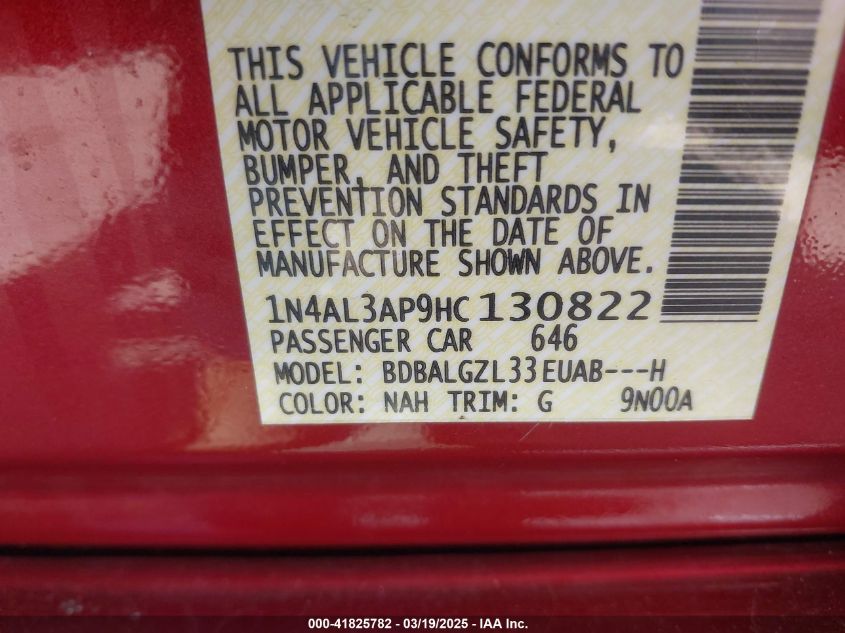 THIS VEHICLE CONFORMS TO
ALL APPLICABLE FEDERAL
MOTOR VEHICLE SAFETY,
BUMPER, AND THEFT
PREVENTION STANDARDS IN
EFFECT ON THE DATE OF
MANUFACTURE SHOWN ABOVE.
1N4AL3AP9HC130822
PASSENGER CAR 646
MODEL: BDBALGZL33EUAB---H
COLOR: NAH TRIM: G 9N00A
000-41825782 - 03/19/2025 - IAA Inc.